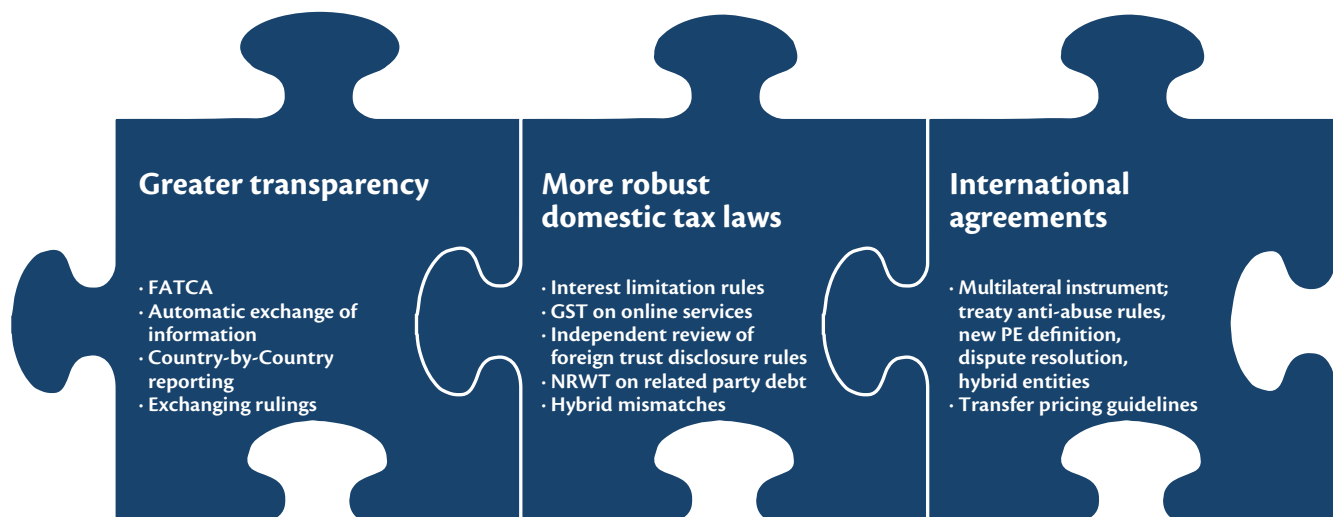 Greater transparency
· FATCA
· Automatic exchange of
information
· Country-by-Country
reporting
· Exchanging rulings
More robust
domestic tax laws
· Interest limitation rules
· GST on online services
· Independent review of
foreign trust disclosure rules
· NRWT on related party debt
· Hybrid mismatches
International
agreements
· Multilateral instrument;
treaty anti-abuse rules,
new PE definition,
dispute resolution,
hybrid entities
· Transfer pricing guidelines